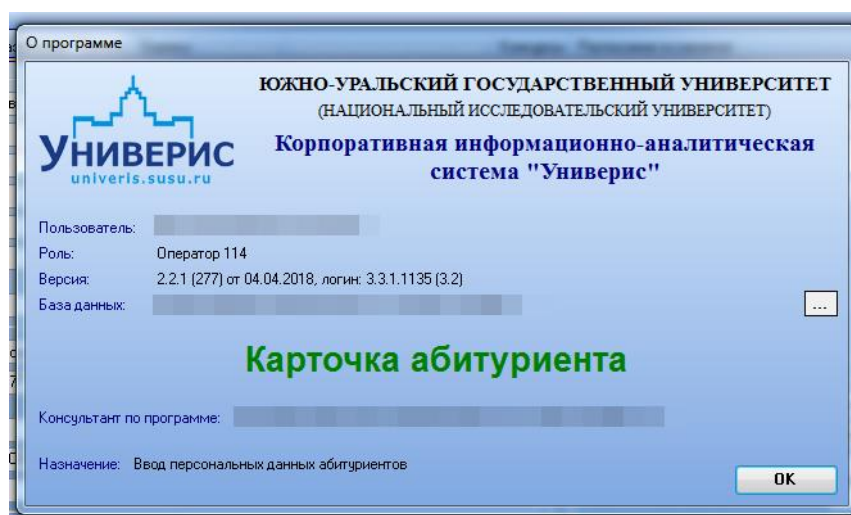 О программе
ЮЖНО-УРАЛЬСКИЙ ГОСУДАРСТВЕННЫЙ УНИВЕРСИТЕТ
(НАЦИОНАЛЬНЫЙ ИССЛЕДОВАТЕЛЬСКИЙ УНИВЕРСИТЕТ)
Корпоративная информационно-аналитическая
система "Универис"
УНИВЕРИС
univeris.susu.ru
Пользователь:
Роль: Оператор 114
Версия: 2.2.1 (277) от 04.04.2018, логин: 3.3.1.1135 (3.2)
База данных:
...
Карточка абитуриента
Консультант по программе:
Назначение: Ввод персональных данных абитуриентов
OK